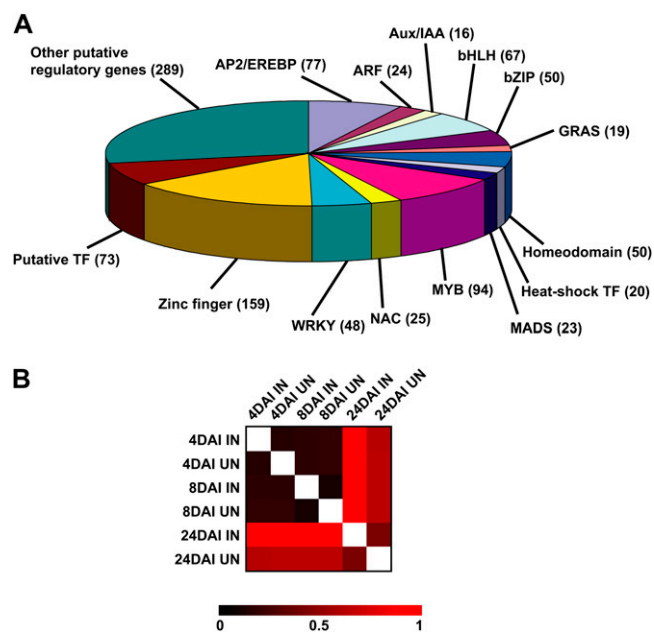 A
Other putative
regulatory genes (289)
AP2/EREBP (77)
ARF (24)
Aux/IAA (16)
bHLH (67)
bZIP (50)
GRAS (19)
Homeodomain (50)
Heat-shock TF (20)
MADS (23)
MYB (94)
NAC (25)
WRKY (48)
Zinc finger (159)
Putative TF (73)
B
4DAI IN
4DAI UN
8DAI IN
8DAI UN
24DAI IN
24DAI UN
4DAI IN
4DAI UN
8DAI IN
8DAI UN
24DAI IN
24DAI UN
0 0.5 1